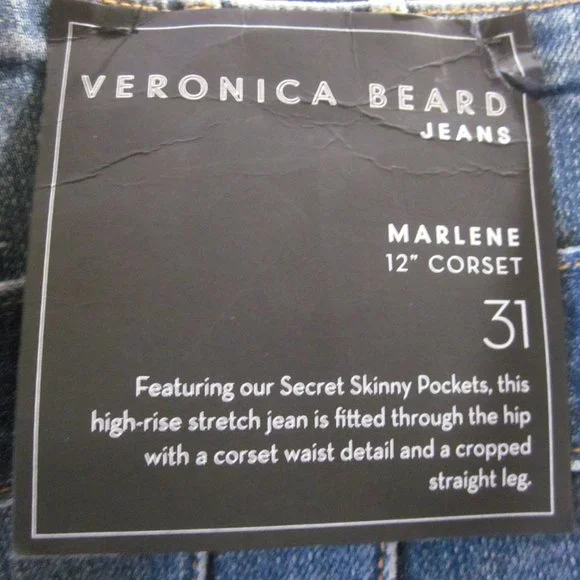 VERONICA BEARD
JEANS
MARLENE
12" CORSET
31
Featuring our Secret Skinny Pockets, this
high-rise stretch jean is fitted through the hip
with a corset waist detail and a cropped
straight leg.